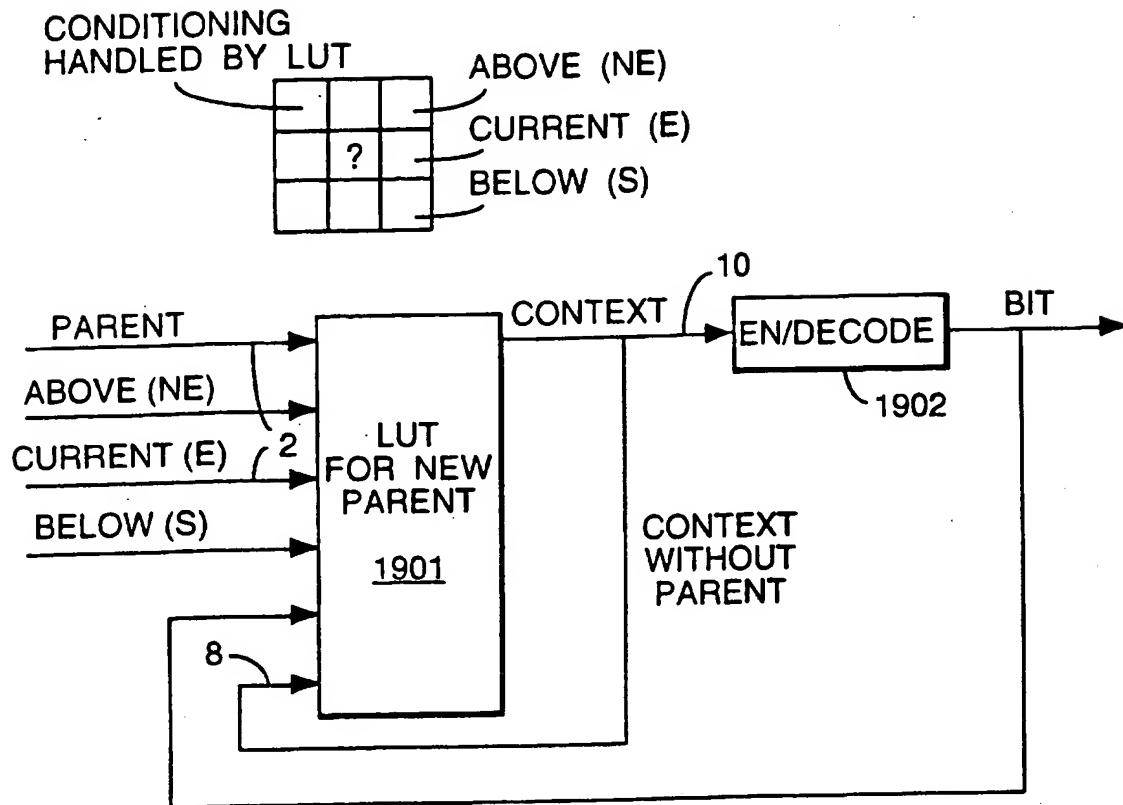 CONDITIONING
HANDLED BY LUT
ABOVE (NE)
CURRENT (E)
?
BELOW (S)
10
PARENT
CONTEXT
BIT
EN/DECODE
ABOVE (NE)
1902
CURRENT (E)
2
LUT
FOR NEW
PARENT
BELOW (S)
1901
CONTEXT
WITHOUT
PARENT
8